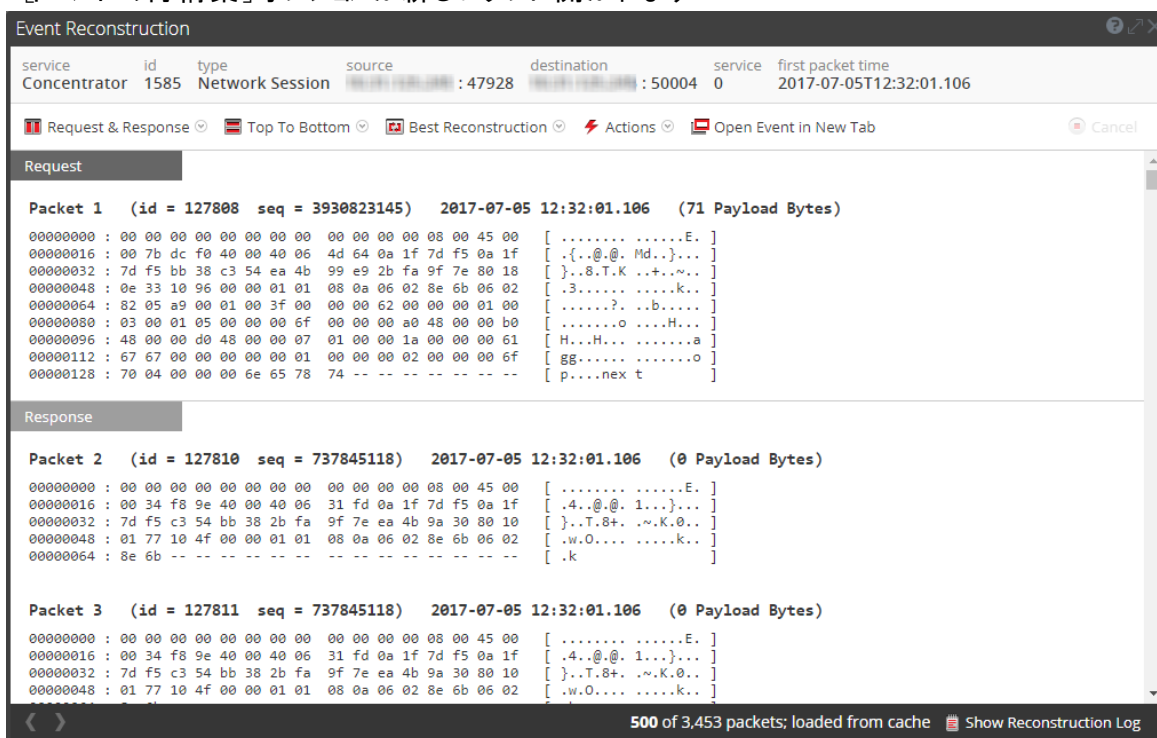 Event Reconstruction
service id type source destination service first packet time
Concentrator 1585 Network Session : 47928 : 50004 0 2017-07-05T12:32:01.106
Request & Response Top To Bottom Best Reconstruction Actions Open Event in New Tab Cancel
Request
Packet 1 (id = 127808 seq = 3930823145) 2017-07-05 12:32:01.106 (71 Payload Bytes)
00000000 : 00 00 00 00 00 00 00 00 00 00 00 00 08 00 45 00 [ ........ ......E. ]
00000016 : 00 7b dc f0 40 00 40 06 4d 64 0a 1f 7d f5 0a 1f [ .{..@.@. Md..}... ]
00000032 : 7d f5 bb 38 c3 54 ea 4b 99 e9 2b fa 9f 7e 80 18 [ }..8.T.K ..+..~.. ]
00000048 : 0e 33 10 96 00 00 01 01 08 0a 06 02 8e 6b 06 02 [ .3...... .....k.. ]
00000064 : 82 05 a9 00 01 00 3f 00 00 00 62 00 00 00 01 00 [ ......?. ..b..... ]
00000080 : 03 00 01 05 00 00 00 6f 00 00 00 a0 48 00 00 b0 [ .......o ....H... ]
00000096 : 48 00 00 d0 48 00 00 07 01 00 00 1a 00 00 00 61 [ H...H... .......a ]
00000112 : 67 67 00 00 00 00 00 01 00 00 00 02 00 00 00 6f [ gg...... .......o ]
00000128 : 70 04 00 00 00 6e 65 78 74 -- -- -- -- -- -- -- [ p....nex t ]
Response
Packet 2 (id = 127810 seq = 737845118) 2017-07-05 12:32:01.106 (0 Payload Bytes)
00000000 : 00 00 00 00 00 00 00 00 00 00 00 00 08 00 45 00 [ ........ ......E. ]
00000016 : 00 34 f8 9e 40 00 40 06 31 fd 0a 1f 7d f5 0a 1f [ .4..@.@. 1...}... ]
00000032 : 7d f5 c3 54 bb 38 2b fa 9f 7e ea 4b 9a 30 80 10 [ }..T.8+. .~.K.0.. ]
00000048 : 01 77 10 4f 00 00 01 01 08 0a 06 02 8e 6b 06 02 [ .w.O.... .....k.. ]
00000064 : 8e 6b -- -- -- -- -- -- -- -- -- -- -- -- -- -- [ .k ]
Packet 3 (id = 127811 seq = 737845118) 2017-07-05 12:32:01.106 (0 Payload Bytes)
00000000 : 00 00 00 00 00 00 00 00 00 00 00 00 08 00 45 00 [ ........ ......E. ]
00000016 : 00 34 f8 9e 40 00 40 06 31 fd 0a 1f 7d f5 0a 1f [ .4..@.@. 1...}... ]
00000032 : 7d f5 c3 54 bb 38 2b fa 9f 7e ea 4b 9a 30 80 10 [ }..T.8+. .~.K.0.. ]
00000048 : 01 77 10 4f 00 00 01 01 08 0a 06 02 8e 6b 06 02 [ .w.O.... .....k.. ]
500 of 3,453 packets; loaded from cache Show Reconstruction Log